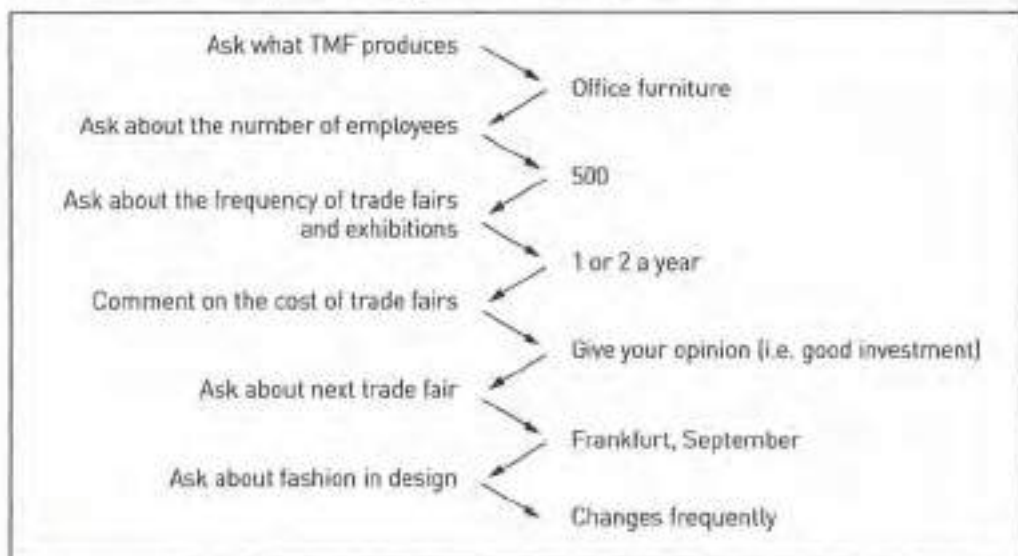 Ask what TMF produces
Office furniture
Ask about the number of employees
500
Ask about the frequency of trade fairs
and exhibitions
1 or 2 a year
Comment on the cost of trade fairs
Give your opinion (i.e. good investment)
Ask about next trade fair
Frankfurt, September
Ask about fashion in design
Changes frequently